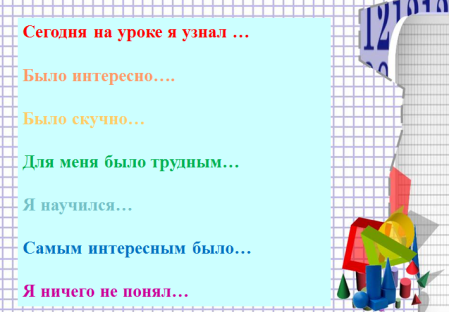 Сегодня на уроке я узнал …
Было интересно….
Было скучно…
Для меня было трудным…
Я научился…
Самым интересным было…
Я ничего не понял…